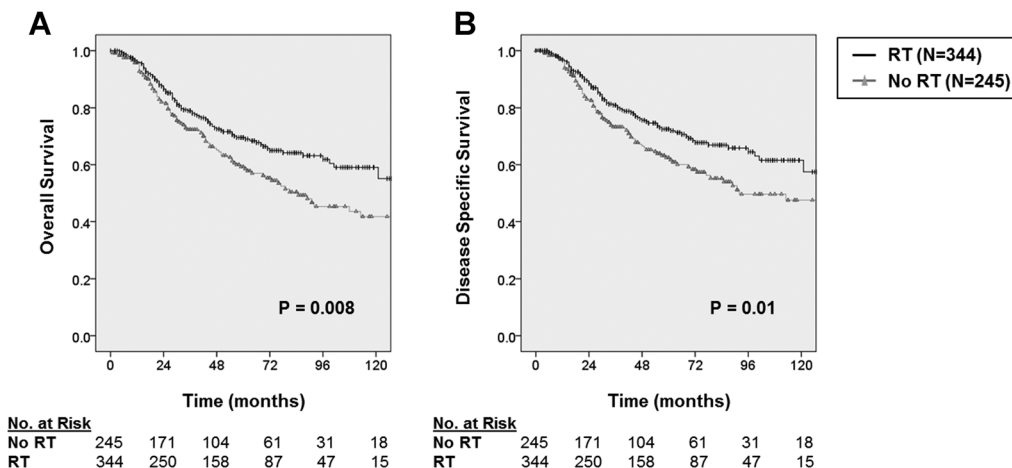 A
1.0
0.8
0.6
0.4
0.2
0.0
Overall Survival
P = 0.008
0 24 48 72 96 120
Time (months)
No. at Risk
No RT 245 171 104 61 31 18
RT 344 250 158 87 47 15
B
1.0
0.8
0.6
0.4
0.2
0.0
Disease Specific Survival
P = 0.01
0 24 48 72 96 120
Time (months)
No. at Risk
No RT 245 171 104 61 31 18
RT 344 250 158 87 47 15
RT (N=344)
No RT (N=245)